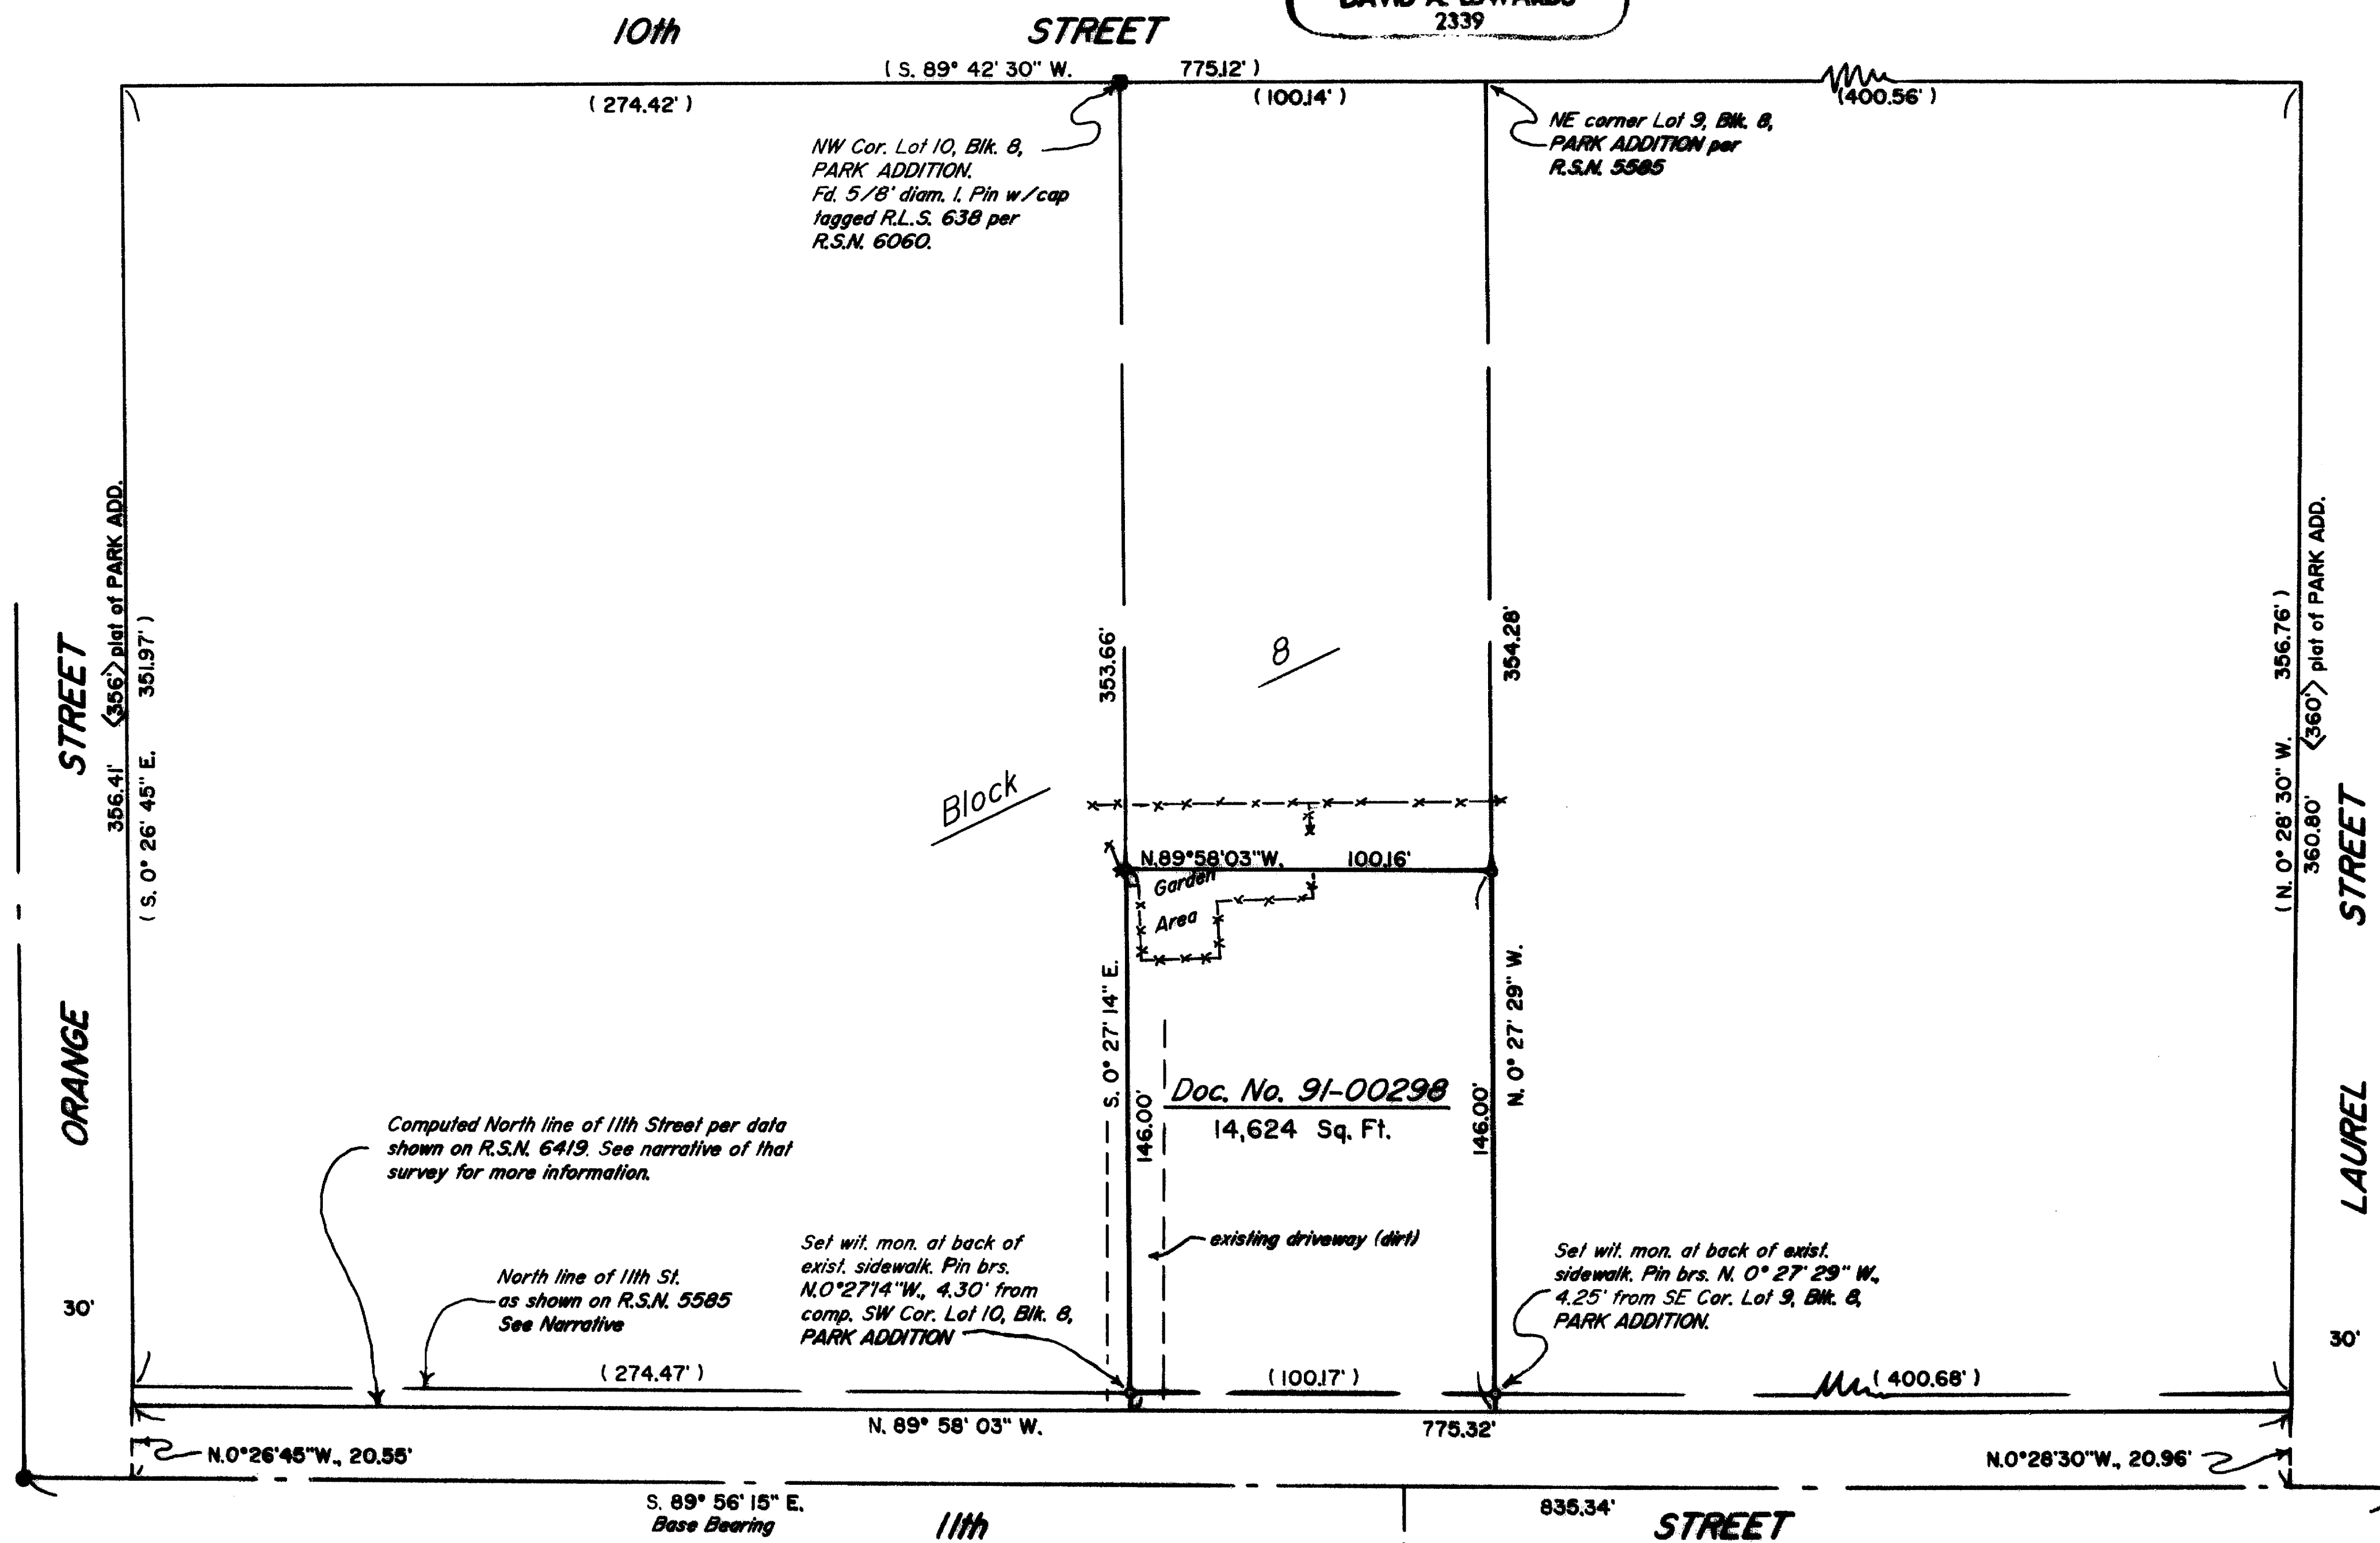 DAVID A. EDWARDS
2339
10th STREET
( S. 89° 42' 30" W. 775.12' )
( 274.42' )
( 100.14' )
(400.56' )
NW Cor. Lot 10, Blk. 8,
PARK ADDITION.
Fd. 5/8' diam. I. Pin w/cap
tagged R.L.S. 638 per
R.S.N. 6060.
NE corner Lot 9, Blk. 8,
PARK ADDITION per
R.S.N. 5585
ORANGE STREET
30'
356.41' <356'> plat of PARK ADD.
( S. 0° 26' 45" E. 351.97' )
353.66'
354.28'
8
Block
( N. 0° 28' 30" W. 356.76' )
360.80' <360'> plat of PARK ADD.
LAUREL STREET
30'
N.89°58'03"W. 100.16'
Garden
Area
S. 0° 27' 14" E.
146.00'
N. 0° 27' 29" W.
146.00'
Doc. No. 91-00298
14,624 Sq. Ft.
existing driveway (dirt)
Computed North line of 11th Street per data
shown on R.S.N. 6419. See narrative of that
survey for more information.
North line of 11th St.
as shown on R.S.N. 5585
See Narrative
Set wit. mon. at back of
exist. sidewalk. Pin brs.
N.0°27'14"W., 4.30' from
comp. SW Cor. Lot 10, Blk. 8,
PARK ADDITION
Set wit. mon. at back of exist.
sidewalk. Pin brs. N. 0° 27' 29" W.,
4.25' from SE Cor. Lot 9, Blk. 8,
PARK ADDITION.
( 274.47' )
( 100.17' )
( 400.68' )
N. 89° 58' 03" W. 775.32'
N.0°26'45"W., 20.55'
N.0°28'30"W., 20.96'
S. 89° 56' 15" E. 835.34'
Base Bearing
11th STREET